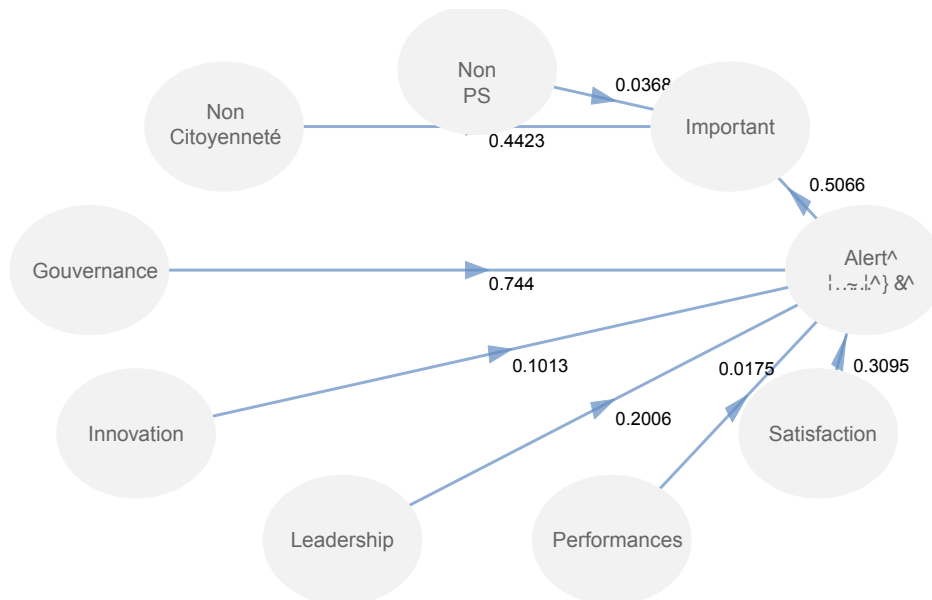 Non
PS
0.0368
Non
Citoyenneté
Important
0.4423
0.5066
Gouvernance
Alert^
0.744
0.1013
0.0175
0.3095
Innovation
0.2006
Satisfaction
Leadership
Performances